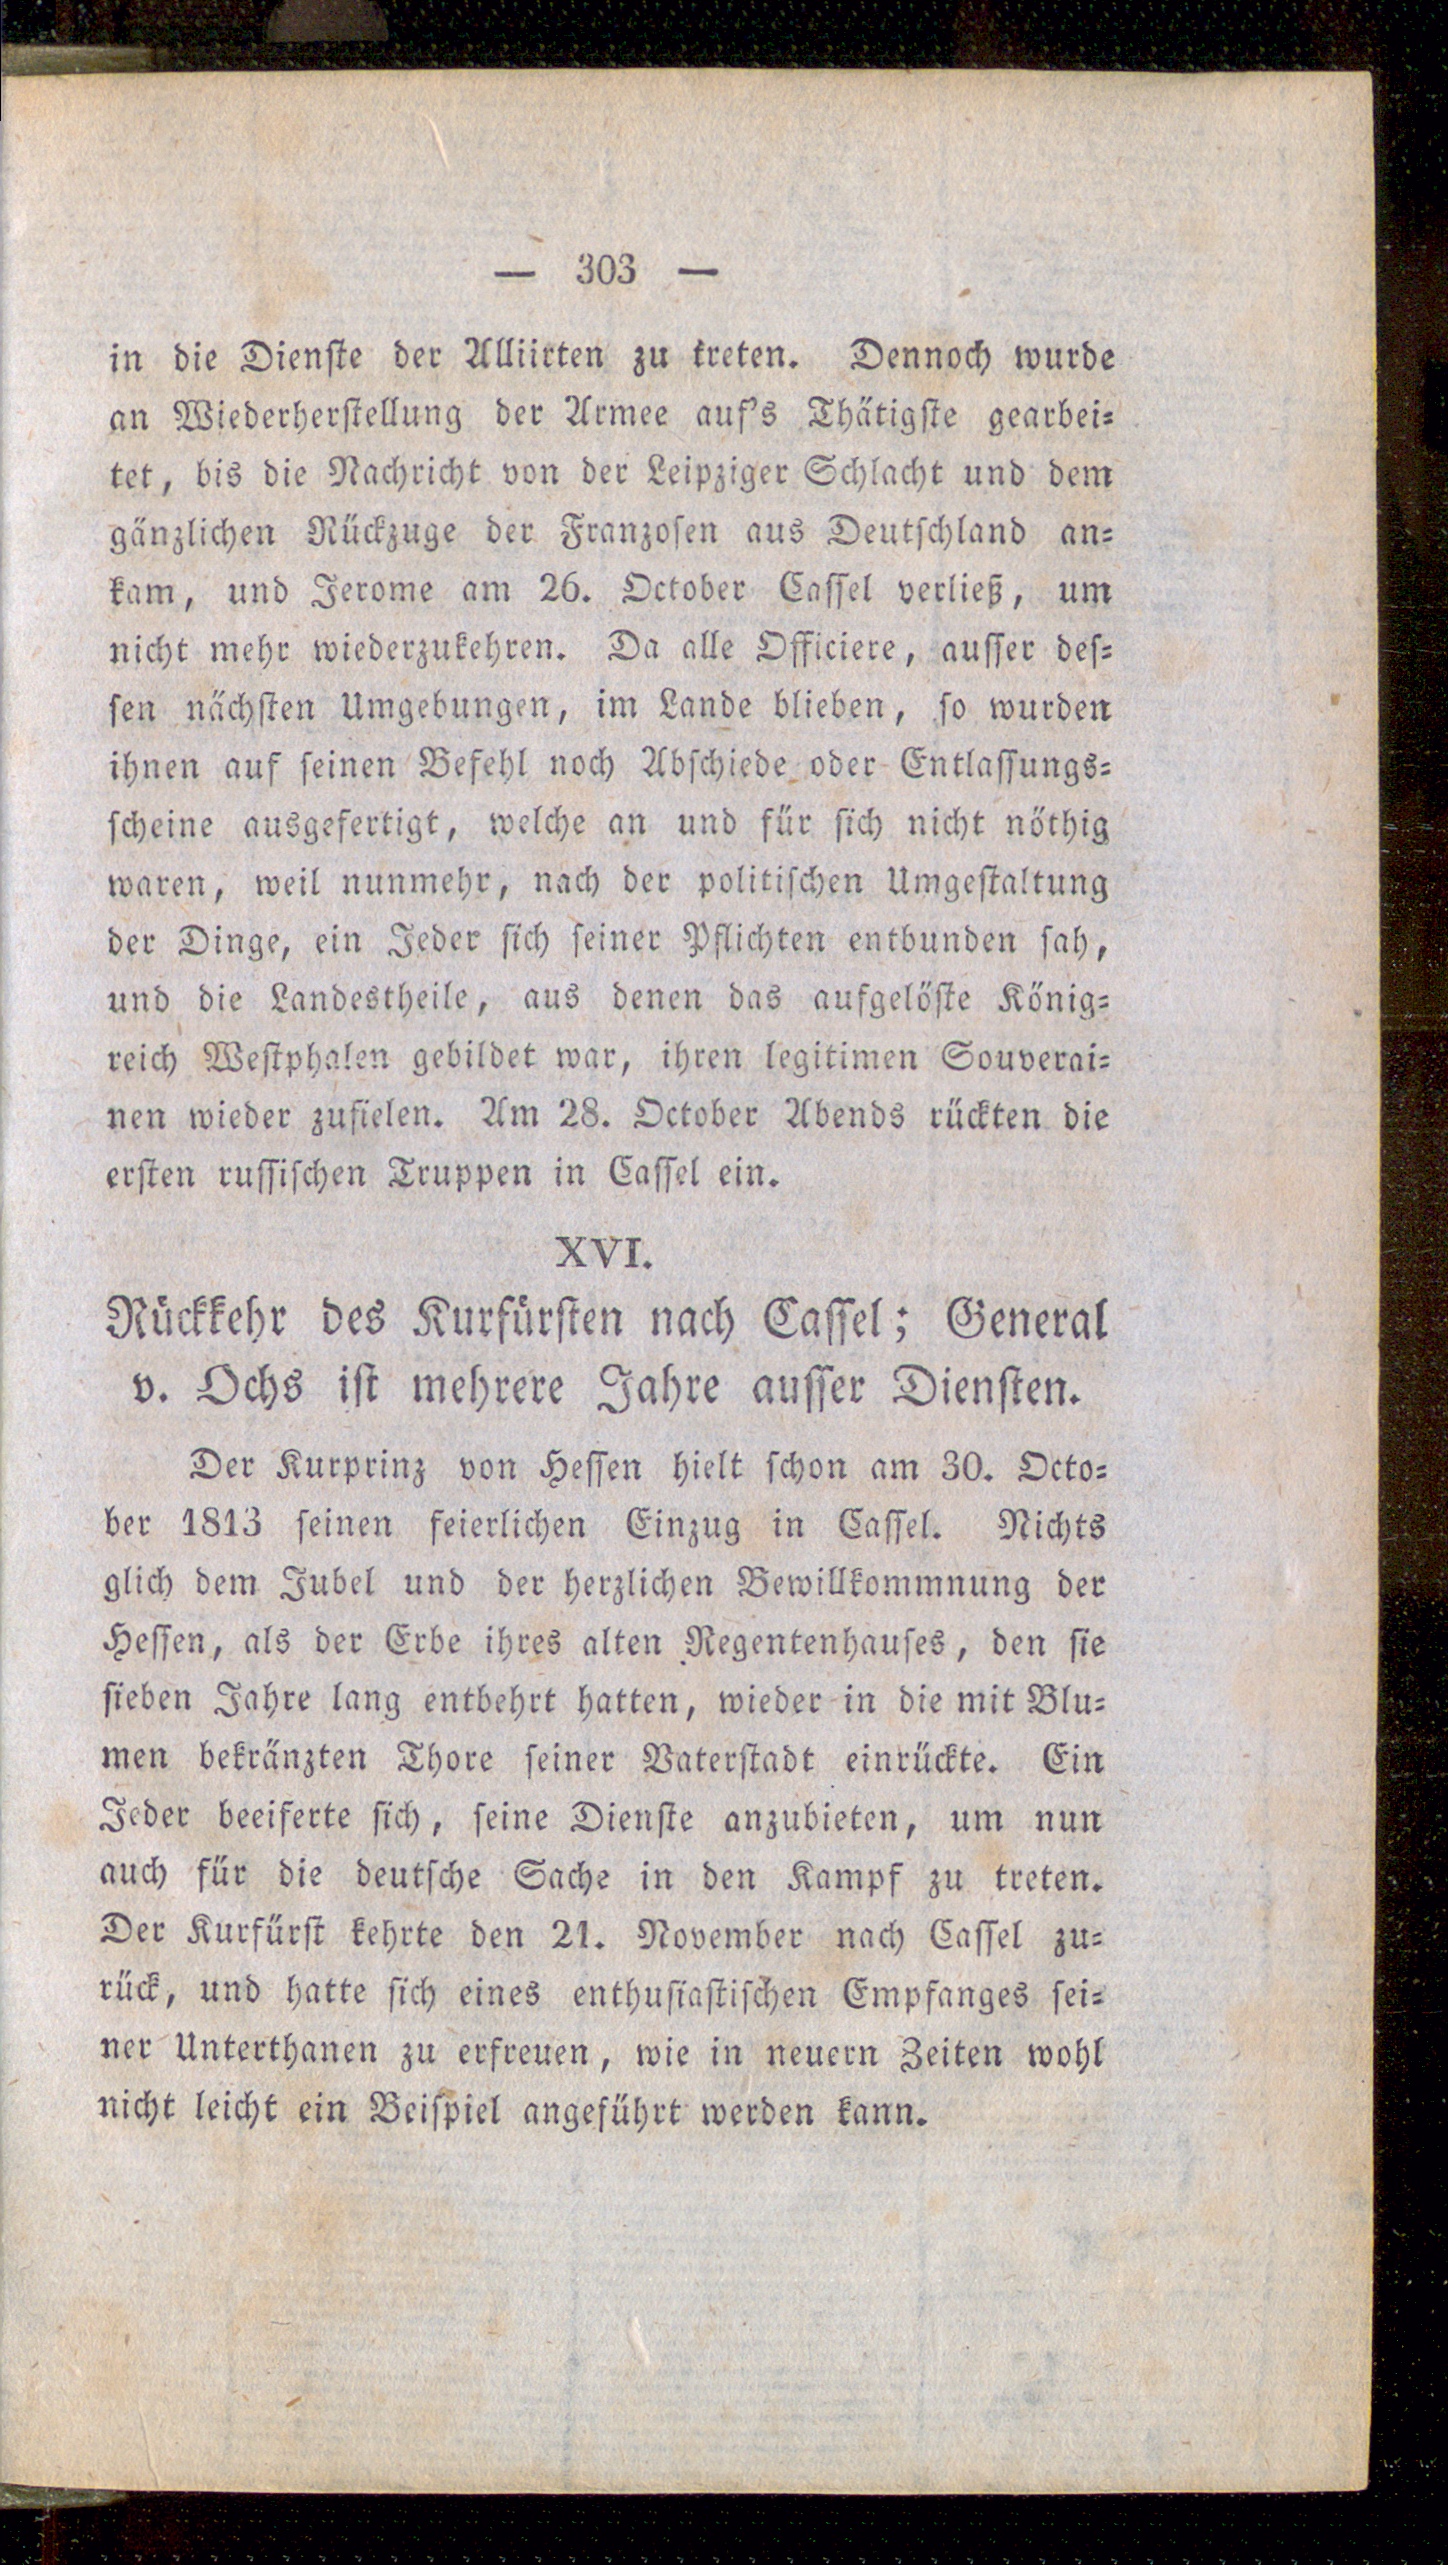 — 303 —
in die Dienste der Alliirten zu treten. Dennoch wurde
an Wiederherstellung der Armee auf's Thätigste gearbei=
tet, bis die Nachricht von der Leipziger Schlacht und dem
gänzlichen Rückzuge der Franzosen aus Deutschland an=
kam, und Jerome am 26. October Cassel verließ, um
nicht mehr wiederzukehren. Da alle Officiere, ausser des=
sen nächsten Umgebungen, im Lande blieben, so wurden
ihnen auf seinen Befehl noch Abschiede oder Entlassungs=
scheine ausgefertigt, welche an und für sich nicht nöthig
waren, weil nunmehr, nach der politischen Umgestaltung
der Dinge, ein Jeder sich seiner Pflichten entbunden sah,
und die Landestheile, aus denen das aufgelöste König=
reich Westphalen gebildet war, ihren legitimen Souverai=
nen wieder zufielen. Am 28. October Abends rückten die
ersten russischen Truppen in Cassel ein.
XVI.
Rückkehr des Kurfürsten nach Cassel; General
v. Ochs ist mehrere Jahre ausser Diensten.
Der Kurprinz von Hessen hielt schon am 30. Octo=
ber 1813 seinen feierlichen Einzug in Cassel. Nichts
glich dem Jubel und der herzlichen Bewillkommnung der
Hessen, als der Erbe ihres alten Regentenhauses, den sie
sieben Jahre lang entbehrt hatten, wieder in die mit Blu=
men bekränzten Thore seiner Vaterstadt einrückte. Ein
Jeder beeiferte sich, seine Dienste anzubieten, um nun
auch für die deutsche Sache in den Kampf zu treten.
Der Kurfürst kehrte den 21. November nach Cassel zu=
rück, und hatte sich eines enthusiastischen Empfanges sei=
ner Unterthanen zu erfreuen, wie in neuern Zeiten wohl
nicht leicht ein Beispiel angeführt werden kann.